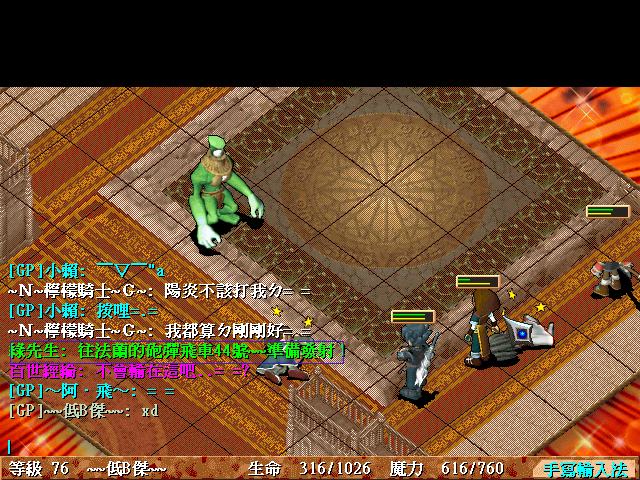 [GP]小賴: ￣▽￣"a
~N~檸檬騎士~G~: 陽炎不該打我ㄉ= =
[GP]小賴: 按哩=.=
~N~檸檬騎士~G~: 我都算ㄉ剛剛好= =
綠先生: 往法蘭的砲彈飛車44號~~準備發射！
百世輪: 不會輸在這吧..= =?
[GP]～阿‧飛～: = =
[GP]~~低B傑~~: xd
等級 76 ~~低B傑~~ 生命 316/1026 魔力 616/760 手寫輸入法